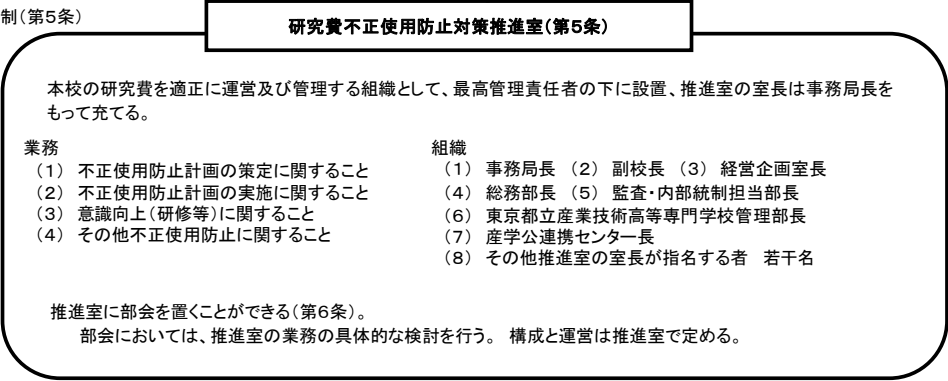 制（第5条）
研究費不正使用防止対策推進室（第5条）
本校の研究費を適正に運営及び管理する組織として、最高管理責任者の下に設置、推進室の室長は事務局長を
もって充てる。
業務
（1） 不正使用防止計画の策定に関すること
（2） 不正使用防止計画の実施に関すること
（3） 意識向上（研修等）に関すること
（4） その他不正使用防止に関すること
組織
（1） 事務局長 （2） 副校長 （3） 経営企画室長
（4） 総務部長 （5） 監査・内部統制担当部長
（6） 東京都立産業技術高等専門学校管理部長
（7） 産学公連携センター長
（8） その他推進室の室長が指名する者 若干名
推進室に部会を置くことができる（第6条）。
部会においては、推進室の業務の具体的な検討を行う。 構成と運営は推進室で定める。